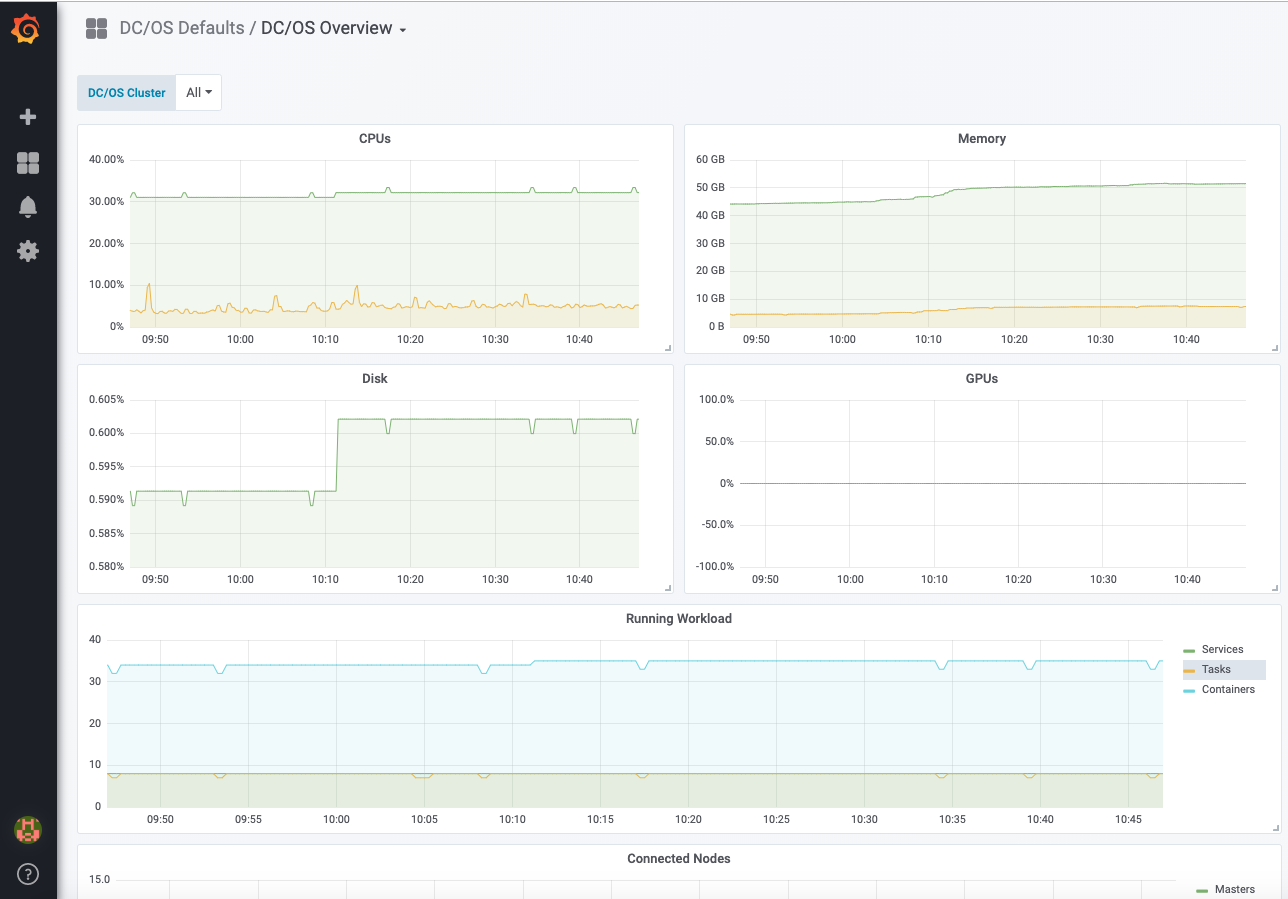 DC/OS Defaults / DC/OS Overview
DC/OS Cluster All
CPUs
40.00%
30.00%
20.00%
10.00%
0%
09:50 10:00 10:10 10:20 10:30 10:40
Memory
60 GB
50 GB
40 GB
30 GB
20 GB
10 GB
0 B
09:50 10:00 10:10 10:20 10:30 10:40
Disk
0.605%
0.600%
0.595%
0.590%
0.585%
0.580%
09:50 10:00 10:10 10:20 10:30 10:40
GPUs
100.0%
50.0%
0%
-50.0%
-100.0%
09:50 10:00 10:10 10:20 10:30 10:40
Running Workload
40
30
20
10
0
09:50 09:55 10:00 10:05 10:10 10:15 10:20 10:25 10:30 10:35 10:40 10:45
Services
Tasks
Containers
Connected Nodes
15.0
Masters